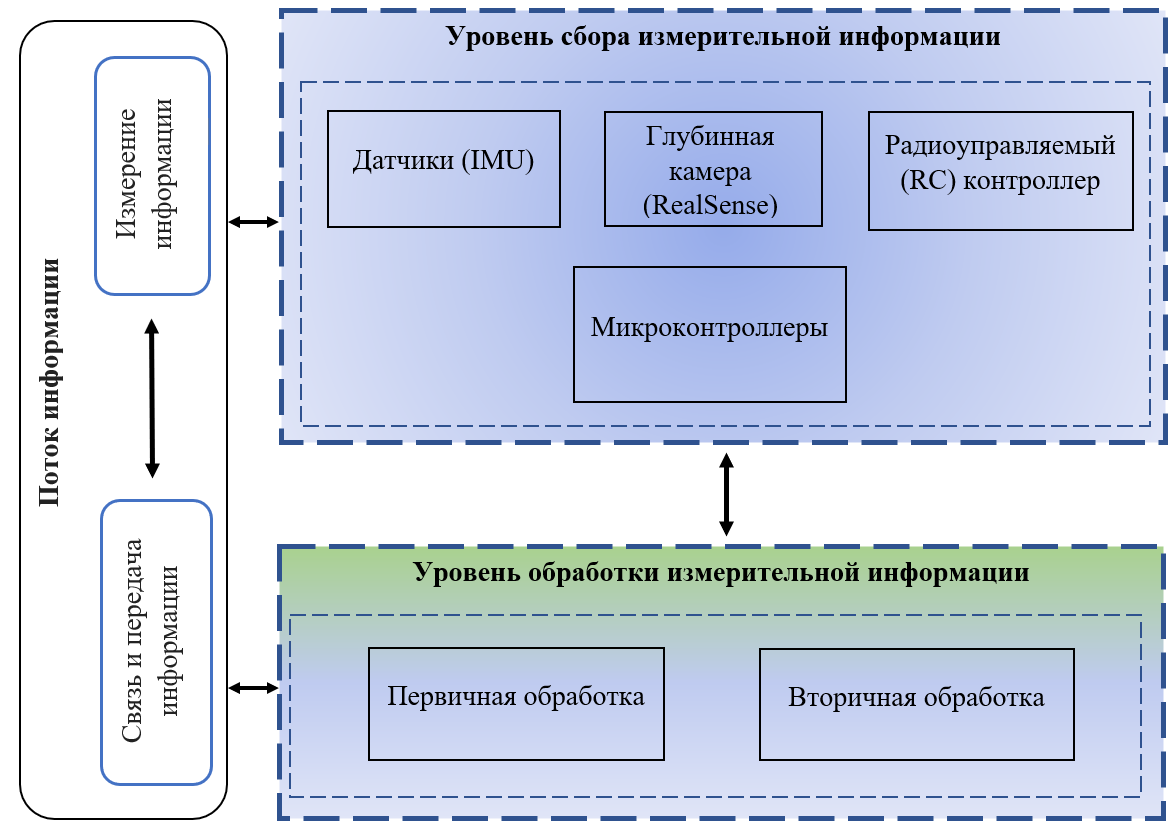 Поток информации
Измерение
информации
Связь и передача
информации
Уровень сбора измерительной информации
Датчики (IMU)
Глубинная
камера
(RealSense)
Радиоуправляемый
(RC) контроллер
Микроконтроллеры
Уровень обработки измерительной информации
Первичная обработка
Вторичная обработка